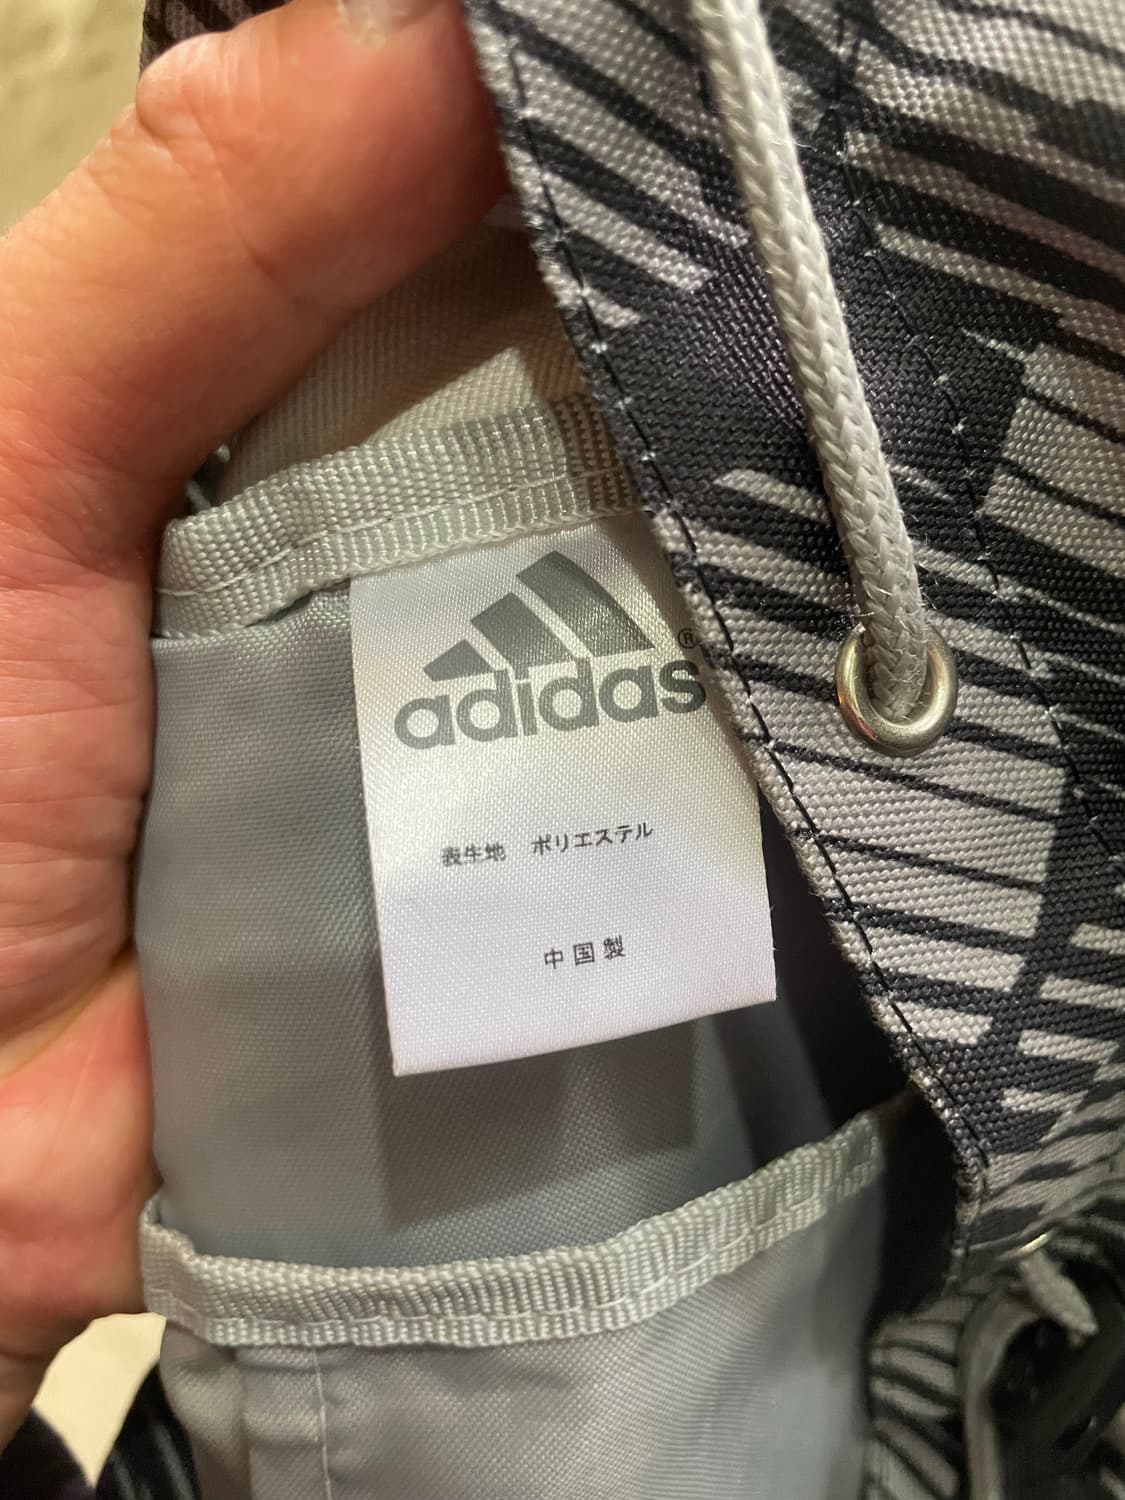 adidas®
表生地　ポリエステル
中国製